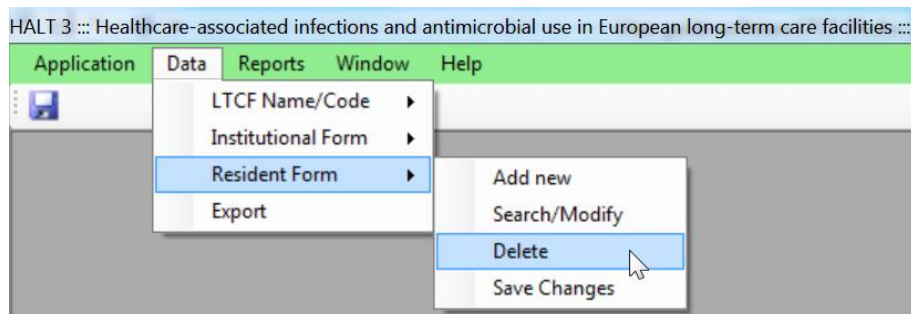 HALT 3 ::: Healthcare-associated infections and antimicrobial use in European long-term care facilities :::
Application Data Reports Window Help
LTCF Name/Code
Institutional Form
Resident Form
Export
Add new
Search/Modify
Delete
Save Changes